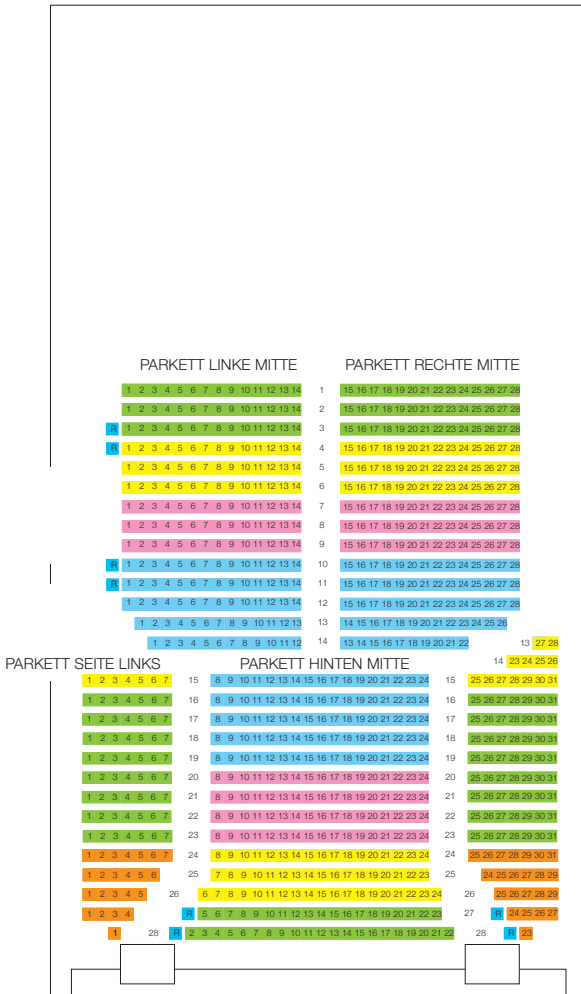 PARKETT LINKE MITTE PARKETT RECHTE MITTE
1 2 3 4 5 6 7 8 9 10 11 12 13 14 1 15 16 17 18 19 20 21 22 23 24 25 26 27 28
1 2 3 4 5 6 7 8 9 10 11 12 13 14 2 15 16 17 18 19 20 21 22 23 24 25 26 27 28
R 1 2 3 4 5 6 7 8 9 10 11 12 13 14 3 15 16 17 18 19 20 21 22 23 24 25 26 27 28
R 1 2 3 4 5 6 7 8 9 10 11 12 13 14 4 15 16 17 18 19 20 21 22 23 24 25 26 27 28
1 2 3 4 5 6 7 8 9 10 11 12 13 14 5 15 16 17 18 19 20 21 22 23 24 25 26 27 28
1 2 3 4 5 6 7 8 9 10 11 12 13 14 6 15 16 17 18 19 20 21 22 23 24 25 26 27 28
1 2 3 4 5 6 7 8 9 10 11 12 13 14 7 15 16 17 18 19 20 21 22 23 24 25 26 27 28
1 2 3 4 5 6 7 8 9 10 11 12 13 14 8 15 16 17 18 19 20 21 22 23 24 25 26 27 28
1 2 3 4 5 6 7 8 9 10 11 12 13 14 9 15 16 17 18 19 20 21 22 23 24 25 26 27 28
R 1 2 3 4 5 6 7 8 9 10 11 12 13 14 10 15 16 17 18 19 20 21 22 23 24 25 26 27 28
R 1 2 3 4 5 6 7 8 9 10 11 12 13 14 11 15 16 17 18 19 20 21 22 23 24 25 26 27 28
1 2 3 4 5 6 7 8 9 10 11 12 13 14 12 15 16 17 18 19 20 21 22 23 24 25 26 27 28
1 2 3 4 5 6 7 8 9 10 11 12 13 13 14 15 16 17 18 19 20 21 22 23 24 25 26
1 2 3 4 5 6 7 8 9 10 11 12 14 13 14 15 16 17 18 19 20 21 22 13 27 28
PARKETT SEITE LINKS PARKETT HINTEN MITTE 14 23 24 25 26
1 2 3 4 5 6 7 15 8 9 10 11 12 13 14 15 16 17 18 19 20 21 22 23 24 15 25 26 27 28 29 30 31
1 2 3 4 5 6 7 16 8 9 10 11 12 13 14 15 16 17 18 19 20 21 22 23 24 16 25 26 27 28 29 30 31
1 2 3 4 5 6 7 17 8 9 10 11 12 13 14 15 16 17 18 19 20 21 22 23 24 17 25 26 27 28 29 30 31
1 2 3 4 5 6 7 18 8 9 10 11 12 13 14 15 16 17 18 19 20 21 22 23 24 18 25 26 27 28 29 30 31
1 2 3 4 5 6 7 19 8 9 10 11 12 13 14 15 16 17 18 19 20 21 22 23 24 19 25 26 27 28 29 30 31
1 2 3 4 5 6 7 20 8 9 10 11 12 13 14 15 16 17 18 19 20 21 22 23 24 20 25 26 27 28 29 30 31
1 2 3 4 5 6 7 21 8 9 10 11 12 13 14 15 16 17 18 19 20 21 22 23 24 21 25 26 27 28 29 30 31
1 2 3 4 5 6 7 22 8 9 10 11 12 13 14 15 16 17 18 19 20 21 22 23 24 22 25 26 27 28 29 30 31
1 2 3 4 5 6 7 23 8 9 10 11 12 13 14 15 16 17 18 19 20 21 22 23 24 23 25 26 27 28 29 30 31
1 2 3 4 5 6 7 24 8 9 10 11 12 13 14 15 16 17 18 19 20 21 22 23 24 24 25 26 27 28 29 30 31
1 2 3 4 5 6 25 7 8 9 10 11 12 13 14 15 16 17 18 19 20 21 22 23 25 24 25 26 27 28 29
1 2 3 4 5 26 6 7 8 9 10 11 12 13 14 15 16 17 18 19 20 21 22 23 24 26 25 26 27 28 29
1 2 3 4 R 5 6 7 8 9 10 11 12 13 14 15 16 17 18 19 20 21 22 23 27 R 24 25 26 27
1 28 R 2 3 4 5 6 7 8 9 10 11 12 13 14 15 16 17 18 19 20 21 22 28 R 23